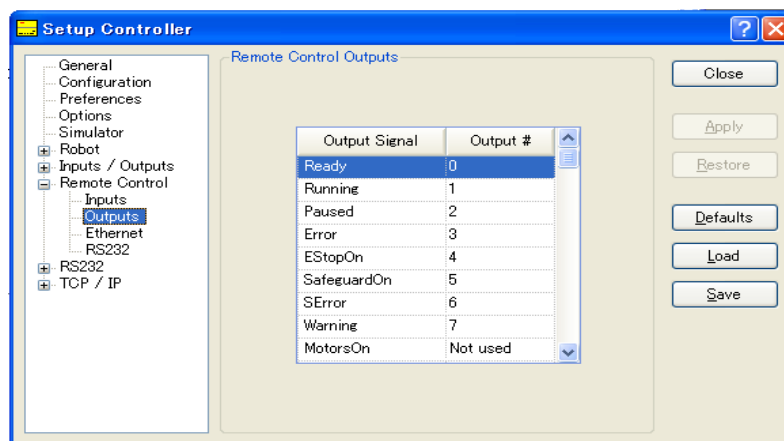 Setup Controller
General
Configuration
Preferences
Options
Simulator
Robot
Inputs / Outputs
Remote Control
Inputs
Outputs
Ethernet
RS232
RS232
TCP / IP
Remote Control Outputs
Output Signal Output #
Ready 0
Running 1
Paused 2
Error 3
EStopOn 4
SafeguardOn 5
SError 6
Warning 7
MotorsOn Not used
Close
Apply
Restore
Defaults
Load
Save